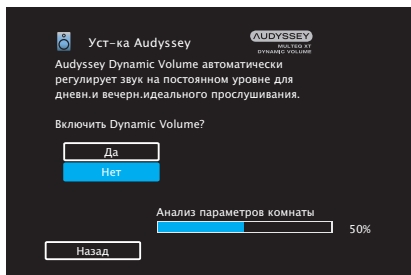 Уст-ка Audyssey
AUDYSSEY
MULTEQ XT
DYNAMIC VOLUME
Audyssey Dynamic Volume автоматически
регулирует звук на постоянном уровне для
дневн.и вечерн.идеального прослушивания.
Включить Dynamic Volume?
Да
Нет
Анализ параметров комнаты
50%
Назад